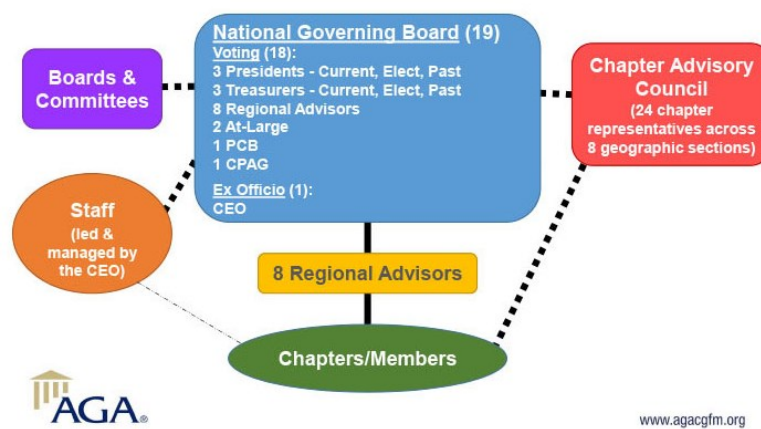 National Governing Board (19)
Voting (18):
3 Presidents - Current, Elect, Past
3 Treasurers - Current, Elect, Past
8 Regional Advisors
2 At-Large
1 PCB
1 CPAG
Ex Officio (1):
CEO
Boards &
Committees
Chapter Advisory
Council
(24 chapter
representatives across
8 geographic sections)
Staff
(led &
managed by
the CEO)
8 Regional Advisors
Chapters/Members
AGA®
www.agacgfm.org